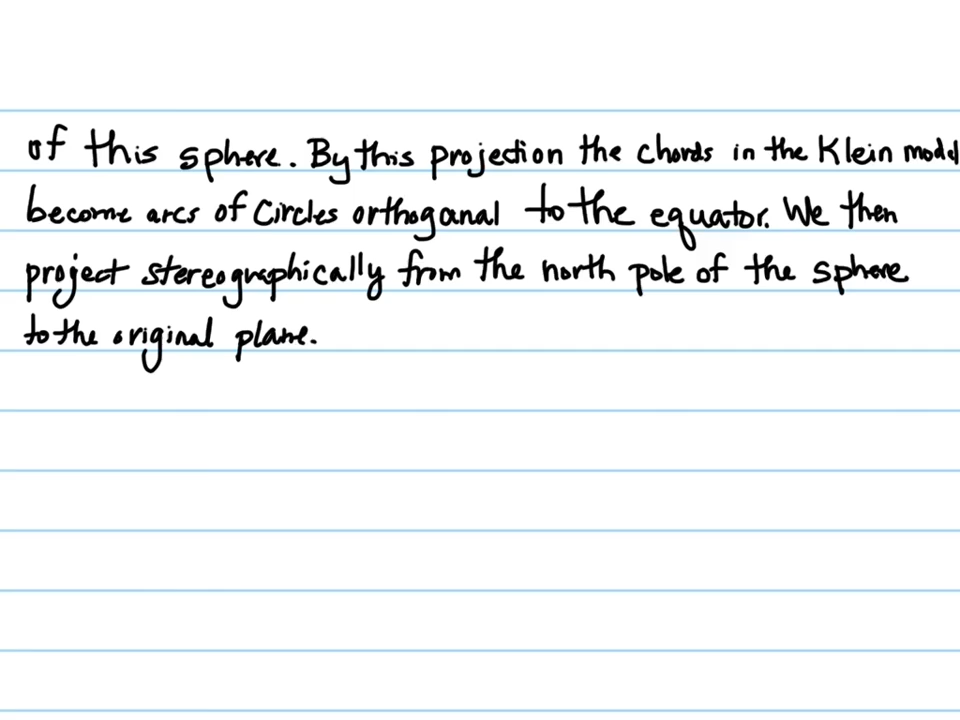 of this sphere. By this projection the chords in the Klein model
become arcs of circles orthoganal to the equator. We then
project stereographically from the north pole of the sphere
to the original plane.